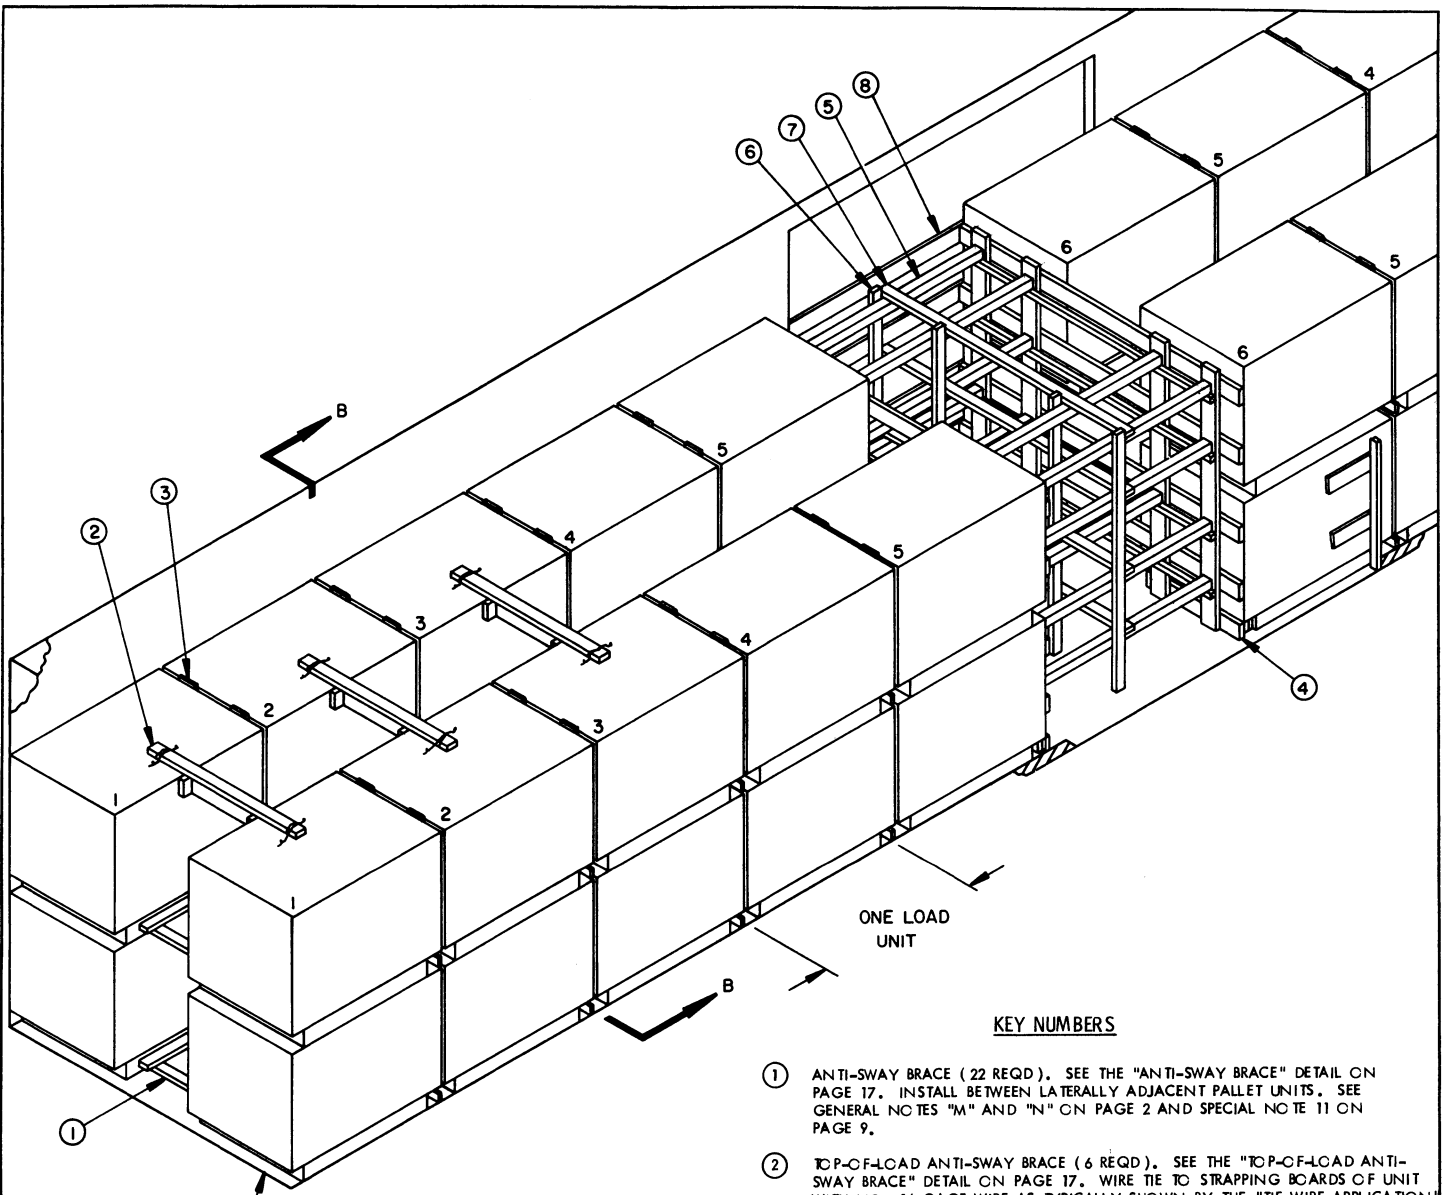 8
5
7
6
4
5
6
5
6
4
B
5
3
4
2
3
5
2
4
1
3
2
1
1
ONE LOAD
UNIT
B
KEY NUMBERS
1 ANTI-SWAY BRACE (22 REQD). SEE THE "ANTI-SWAY BRACE" DETAIL ON
PAGE 17. INSTALL BETWEEN LATERALLY ADJACENT PALLET UNITS. SEE
GENERAL NOTES "M" AND "N" ON PAGE 2 AND SPECIAL NOTE 11 ON
PAGE 9.
2 TOP-OF-LOAD ANTI-SWAY BRACE (6 REQD). SEE THE "TOP-OF-LOAD ANTI-
SWAY BRACE" DETAIL ON PAGE 17. WIRE TIE TO STRAPPING BOARDS OF UNIT